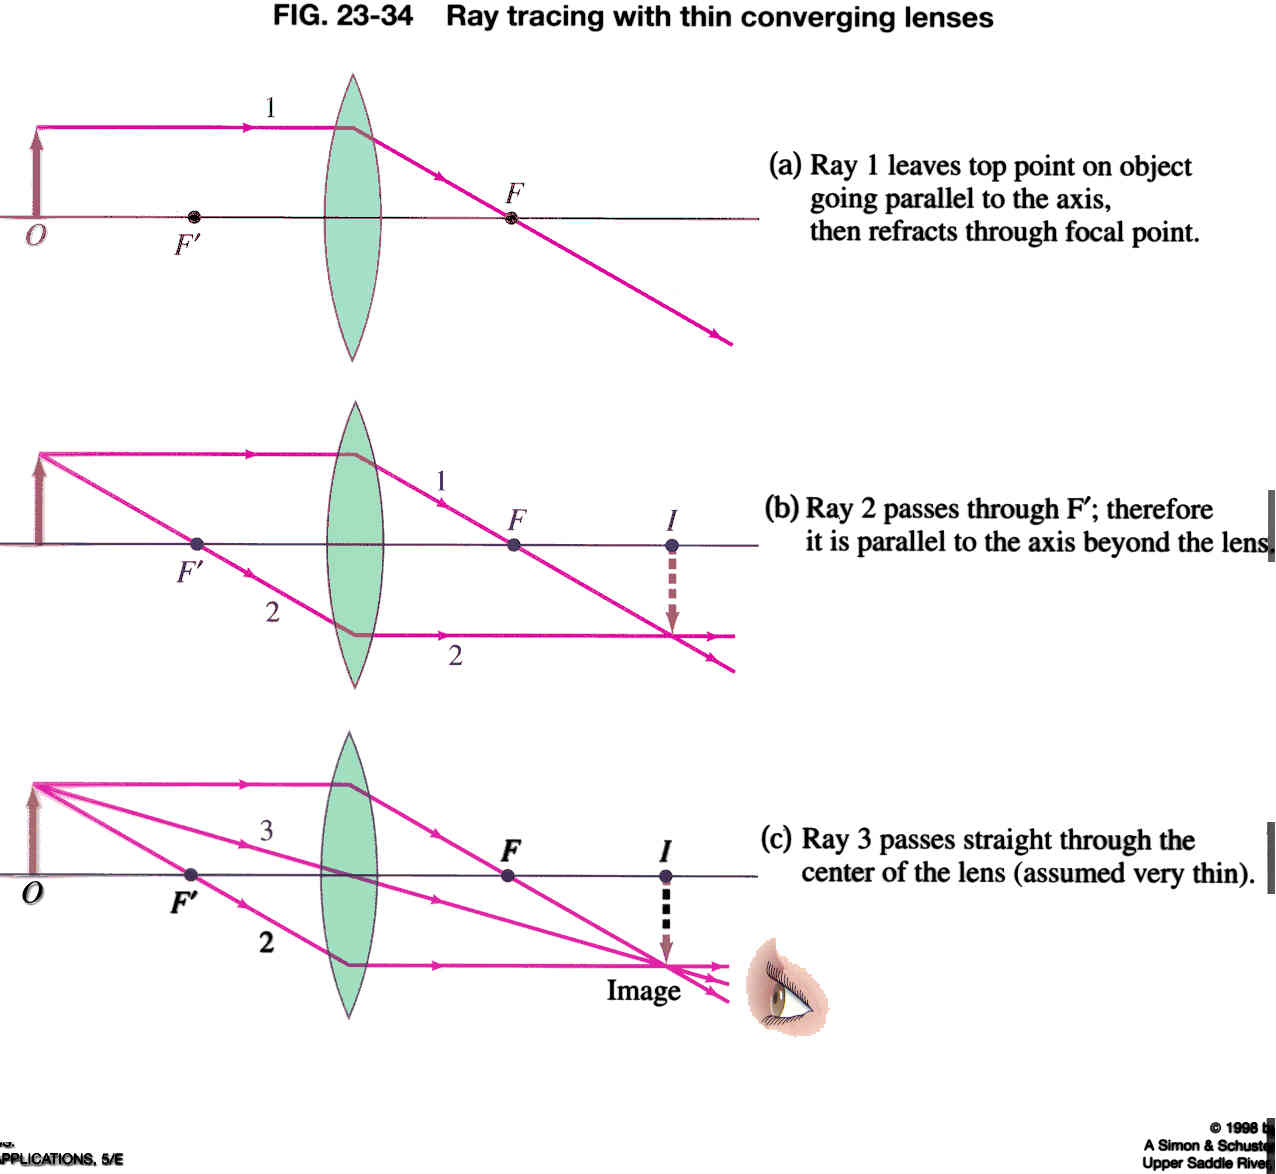 FIG. 23-34 Ray tracing with thin converging lenses
1
F
O
F′
(a) Ray 1 leaves top point on object
going parallel to the axis,
then refracts through focal point.
1
F
I
F′
2
2
(b) Ray 2 passes through F′; therefore
it is parallel to the axis beyond the lens.
3
F
I
O
F′
2
Image
(c) Ray 3 passes straight through the
center of the lens (assumed very thin).
© 1998
A Simon & Schuster
Upper Saddle River
PPLICATIONS, 5/E